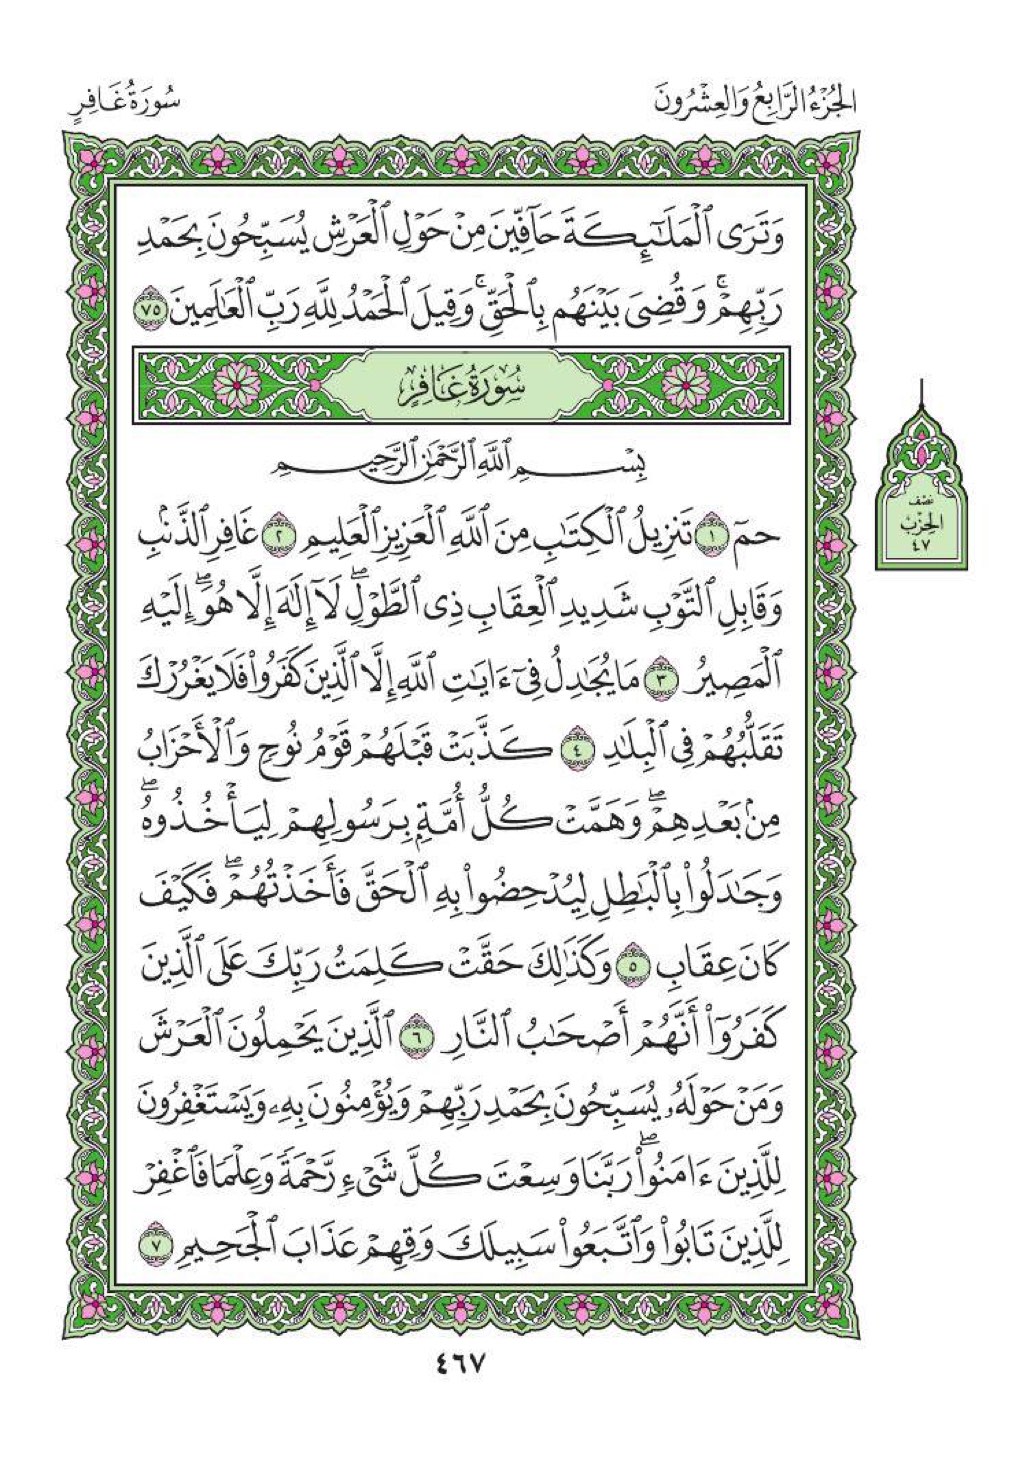 الجُزْءُ الرَّابِعُ وَالعِشْرُونَ
سُورَةُ غَافِرٍ
وَتَرَى ٱلْمَلَٰٓئِكَةَ حَآفِّينَ مِنْ حَوْلِ ٱلْعَرْشِ يُسَبِّحُونَ بِحَمْدِ
رَبِّهِمْۚ وَقُضِىَ بَيْنَهُم بِٱلْحَقِّۚ وَقِيلَ ٱلْحَمْدُ لِلَّهِ رَبِّ ٱلْعَٰلَمِينَ ٧٥
سُورَةُ غَافِرٍ
بِسْمِ ٱللَّهِ ٱلرَّحْمَٰنِ ٱلرَّحِيمِ
حمٓ ١ تَنزِيلُ ٱلْكِتَٰبِ مِنَ ٱللَّهِ ٱلْعَزِيزِ ٱلْعَلِيمِ ٢ غَافِرِ ٱلذَّنۢبِ
وَقَابِلِ ٱلتَّوْبِ شَدِيدِ ٱلْعِقَابِ ذِى ٱلطَّوْلِۖ لَآ إِلَٰهَ إِلَّا هُوَۖ إِلَيْهِ
ٱلْمَصِيرُ ٣ مَا يُجَٰدِلُ فِىٓ ءَايَٰتِ ٱللَّهِ إِلَّا ٱلَّذِينَ كَفَرُوا۟ فَلَا يَغْرُرْكَ
تَقَلُّبُهُمْ فِى ٱلْبِلَٰدِ ٤ كَذَّبَتْ قَبْلَهُمْ قَوْمُ نُوحٍ وَٱلْأَحْزَابُ
مِنۢ بَعْدِهِمْۖ وَهَمَّتْ كُلُّ أُمَّةٍۭ بِرَسُولِهِمْ لِيَأْخُذُوهُۖ
وَجَٰدَلُوا۟ بِٱلْبَٰطِلِ لِيُدْحِضُوا۟ بِهِ ٱلْحَقَّ فَأَخَذْتُهُمْۖ فَكَيْفَ
كَانَ عِقَابِ ٥ وَكَذَٰلِكَ حَقَّتْ كَلِمَتُ رَبِّكَ عَلَى ٱلَّذِينَ
كَفَرُوٓا۟ أَنَّهُمْ أَصْحَٰبُ ٱلنَّارِ ٦ ٱلَّذِينَ يَحْمِلُونَ ٱلْعَرْشَ
وَمَنْ حَوْلَهُۥ يُسَبِّحُونَ بِحَمْدِ رَبِّهِمْ وَيُؤْمِنُونَ بِهِۦ وَيَسْتَغْفِرُونَ
لِلَّذِينَ ءَامَنُوا۟ۖ رَبَّنَا وَسِعْتَ كُلَّ شَىْءٍ رَّحْمَةً وَعِلْمًا فَٱغْفِرْ
لِلَّذِينَ تَابُوا۟ وَٱتَّبَعُوا۟ سَبِيلَكَ وَقِهِمْ عَذَابَ ٱلْجَحِيمِ ٧
نصْف
الحِزْبِ
٤٧
٤٦٧